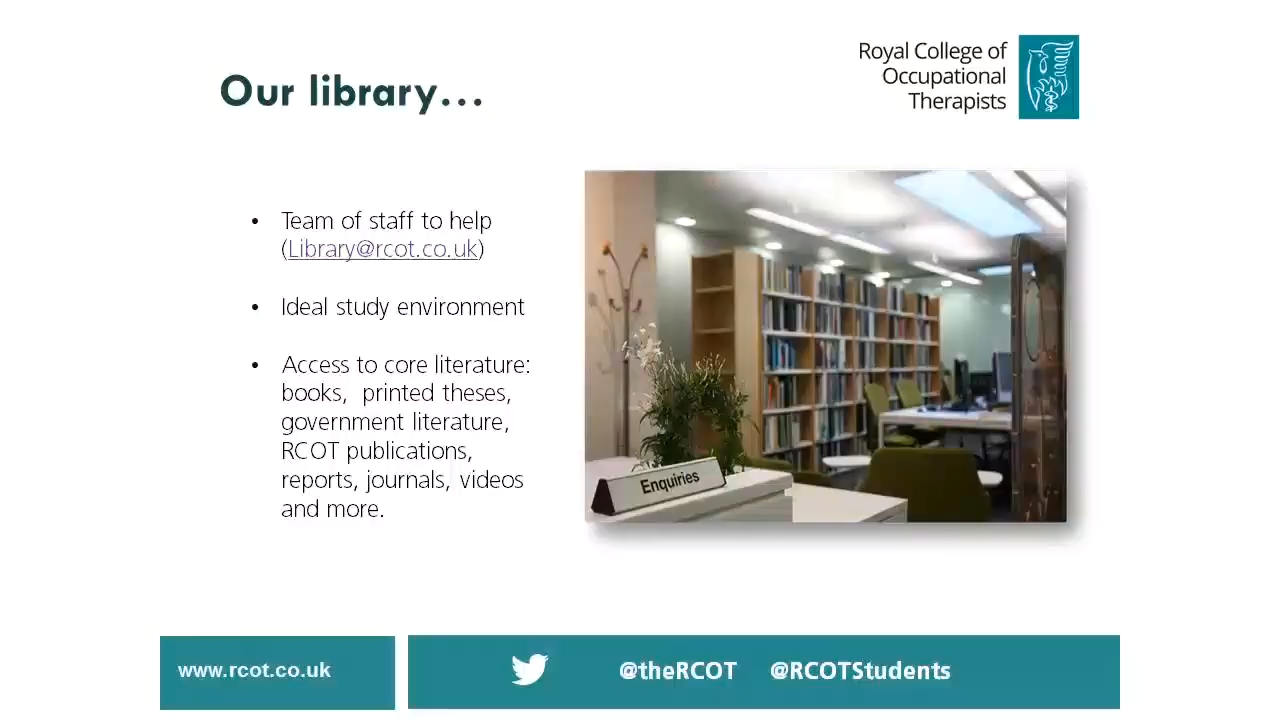 Our library...
Royal College of
Occupational
Therapists
• Team of staff to help
(Library@rcot.co.uk)
• Ideal study environment
• Access to core literature:
books, printed theses,
government literature,
RCOT publications,
reports, journals, videos
and more.
Enquiries
www.rcot.co.uk
@theRCOT @RCOTStudents